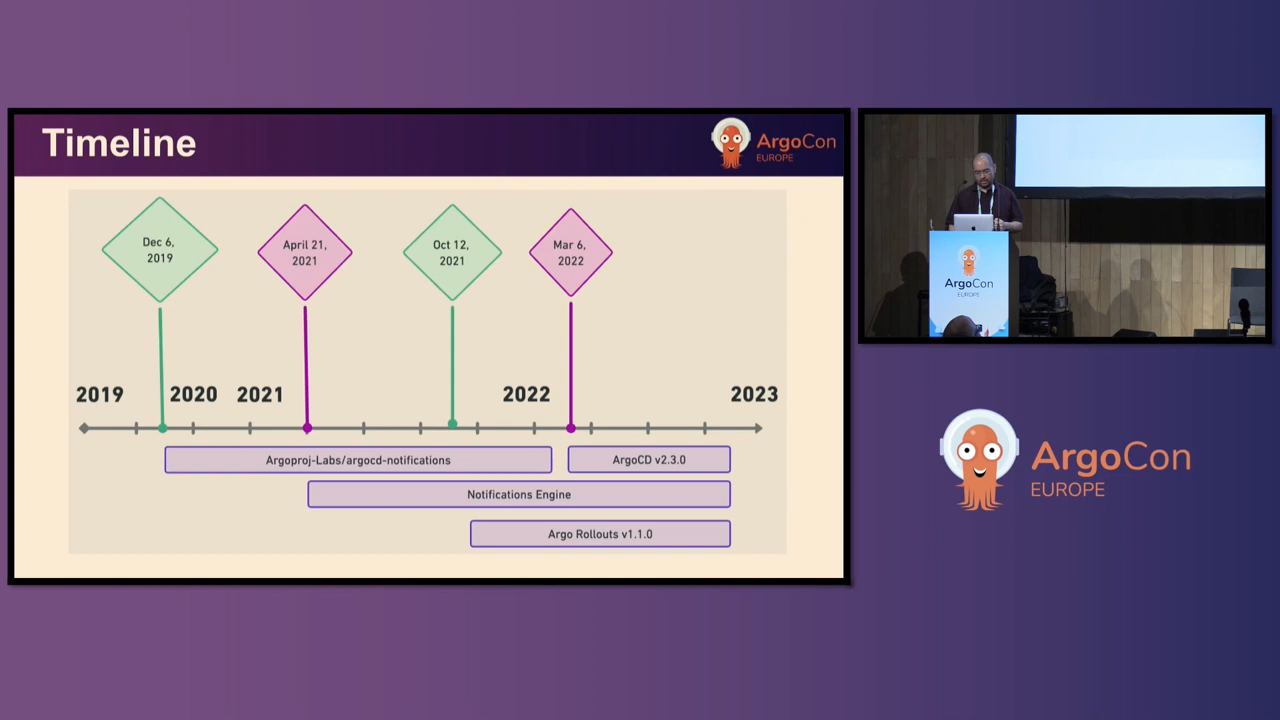 Timeline
ArgoCon
EUROPE
Dec 6,
2019
April 21,
2021
Oct 12,
2021
Mar 6,
2022
2019
2020
2021
2022
2023
Argoproj-Labs/argocd-notifications
ArgoCD v2.3.0
Notifications Engine
Argo Rollouts v1.1.0
ArgoCon
EUROPE
ArgoCon
EUROPE